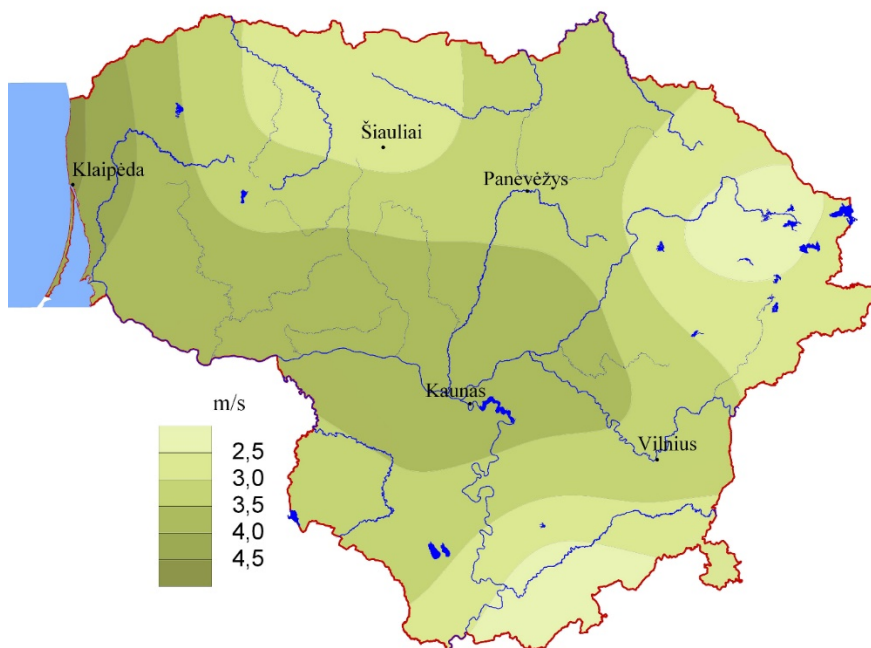 Šiauliai
Klaipėda
Panevėžys
Kaunas
m/s
Vilnius
2,5
3,0
3,5
4,0
4,5